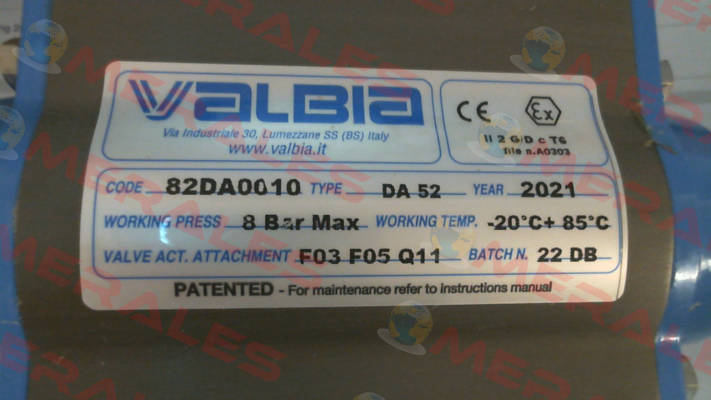 VALBIA
Via Industriale 30, Lumezzane SS (BS) Italy
www.valbia.it
CE Ex
II 2 G/D c T6
file n.A0303
CODE 82DA0010 TYPE DA 52 YEAR 2021
WORKING PRESS 8 Bar Max WORKING TEMP. -20°C+ 85°C
VALVE ACT. ATTACHMENT F03 F05 Q11 BATCH N. 22 DB
PATENTED - For maintenance refer to instructions manual
MERALES